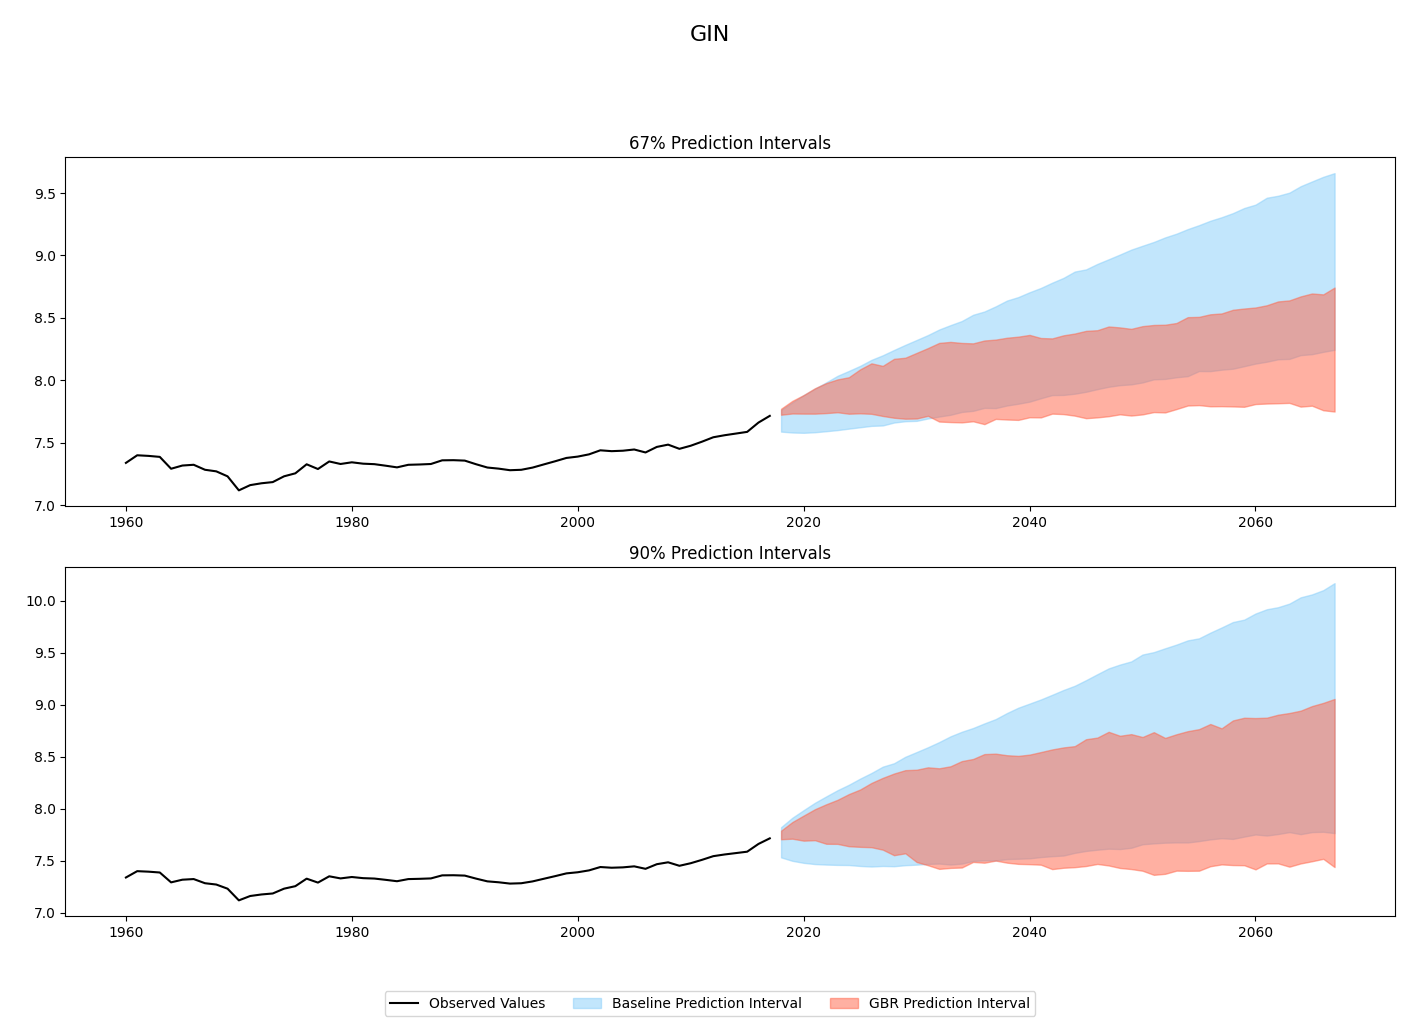 GIN
67% Prediction Intervals
9.5
9.0
8.5
8.0
7.5
7.0
1960 1980 2000 2020 2040 2060
90% Prediction Intervals
10.0
9.5
9.0
8.5
8.0
7.5
7.0
1960 1980 2000 2020 2040 2060
Observed Values Baseline Prediction Interval GBR Prediction Interval